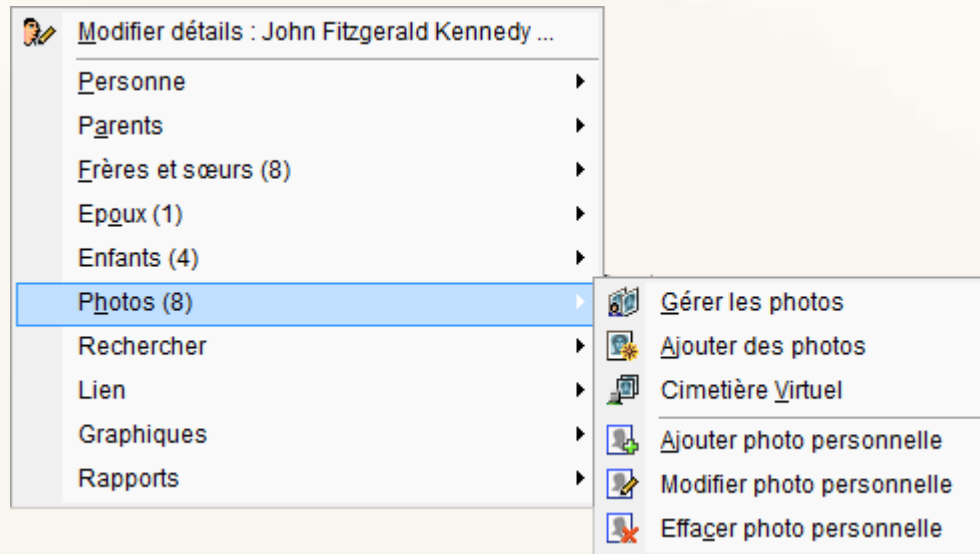 Modifier détails : John Fitzgerald Kennedy ...
Personne
Parents
Frères et sœurs (8)
Epoux (1)
Enfants (4)
Photos (8)
Rechercher
Lien
Graphiques
Rapports
Gérer les photos
Ajouter des photos
Cimetière Virtuel
Ajouter photo personnelle
Modifier photo personnelle
Effacer photo personnelle